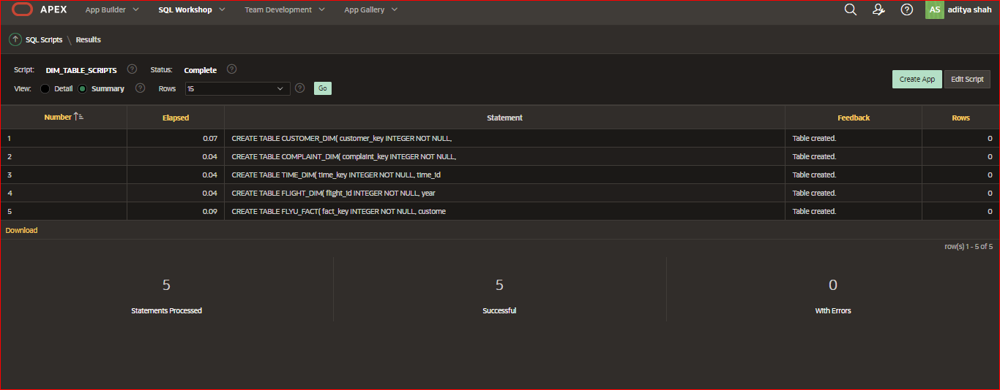 APEX App Builder SQL Workshop Team Development App Gallery AS aditya shah
SQL Scripts \ Results
Script: DIM_TABLE_SCRIPTS ? Status: Complete ?
Create App Edit Script
View: Detail Summary ? Rows 15 ? Go
Number Elapsed Statement Feedback Rows
1 0.07 CREATE TABLE CUSTOMER_DIM( customer_key INTEGER NOT NULL, Table created. 0
2 0.04 CREATE TABLE COMPLAINT_DIM( complaint_key INTEGER NOT NULL, Table created. 0
3 0.04 CREATE TABLE TIME_DIM( time_key INTEGER NOT NULL, time_id Table created. 0
4 0.04 CREATE TABLE FLIGHT_DIM( flight_id INTEGER NOT NULL, year Table created. 0
5 0.09 CREATE TABLE FLYU_FACT( fact_key INTEGER NOT NULL, custome Table created. 0
Download
row(s) 1 - 5 of 5
5 5 0
Statements Processed Successful With Errors